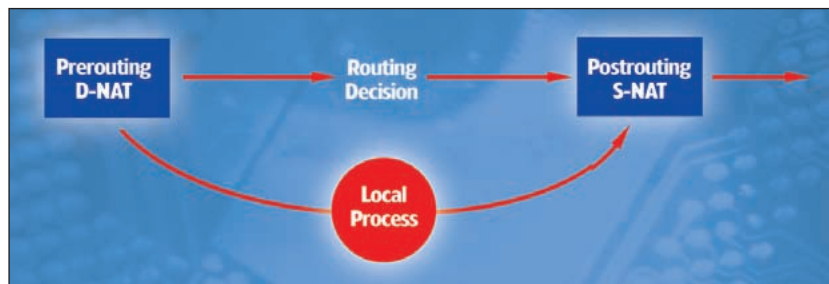 Prerouting
D-NAT
Routing
Decision
Postrouting
S-NAT
Local
Process